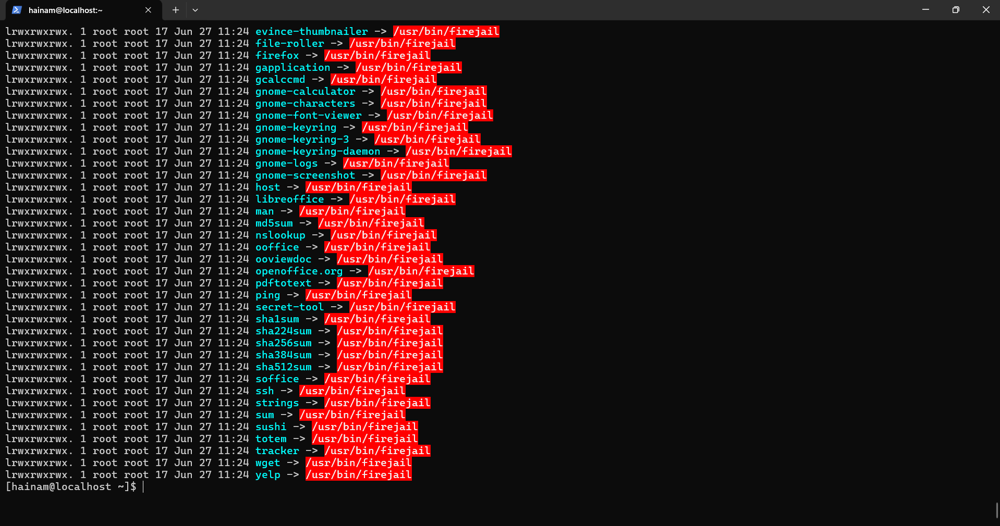 hainam@localhost:~
lrwxrwxrwx. 1 root root 17 Jun 27 11:24 evince-thumbnailer -> /usr/bin/firejail
lrwxrwxrwx. 1 root root 17 Jun 27 11:24 file-roller -> /usr/bin/firejail
lrwxrwxrwx. 1 root root 17 Jun 27 11:24 firefox -> /usr/bin/firejail
lrwxrwxrwx. 1 root root 17 Jun 27 11:24 gapplication -> /usr/bin/firejail
lrwxrwxrwx. 1 root root 17 Jun 27 11:24 gcalccmd -> /usr/bin/firejail
lrwxrwxrwx. 1 root root 17 Jun 27 11:24 gnome-calculator -> /usr/bin/firejail
lrwxrwxrwx. 1 root root 17 Jun 27 11:24 gnome-characters -> /usr/bin/firejail
lrwxrwxrwx. 1 root root 17 Jun 27 11:24 gnome-font-viewer -> /usr/bin/firejail
lrwxrwxrwx. 1 root root 17 Jun 27 11:24 gnome-keyring -> /usr/bin/firejail
lrwxrwxrwx. 1 root root 17 Jun 27 11:24 gnome-keyring-3 -> /usr/bin/firejail
lrwxrwxrwx. 1 root root 17 Jun 27 11:24 gnome-keyring-daemon -> /usr/bin/firejail
lrwxrwxrwx. 1 root root 17 Jun 27 11:24 gnome-logs -> /usr/bin/firejail
lrwxrwxrwx. 1 root root 17 Jun 27 11:24 gnome-screenshot -> /usr/bin/firejail
lrwxrwxrwx. 1 root root 17 Jun 27 11:24 host -> /usr/bin/firejail
lrwxrwxrwx. 1 root root 17 Jun 27 11:24 libreoffice -> /usr/bin/firejail
lrwxrwxrwx. 1 root root 17 Jun 27 11:24 man -> /usr/bin/firejail
lrwxrwxrwx. 1 root root 17 Jun 27 11:24 md5sum -> /usr/bin/firejail
lrwxrwxrwx. 1 root root 17 Jun 27 11:24 nslookup -> /usr/bin/firejail
lrwxrwxrwx. 1 root root 17 Jun 27 11:24 ooffice -> /usr/bin/firejail
lrwxrwxrwx. 1 root root 17 Jun 27 11:24 ooviewdoc -> /usr/bin/firejail
lrwxrwxrwx. 1 root root 17 Jun 27 11:24 openoffice.org -> /usr/bin/firejail
lrwxrwxrwx. 1 root root 17 Jun 27 11:24 pdftotext -> /usr/bin/firejail
lrwxrwxrwx. 1 root root 17 Jun 27 11:24 ping -> /usr/bin/firejail
lrwxrwxrwx. 1 root root 17 Jun 27 11:24 secret-tool -> /usr/bin/firejail
lrwxrwxrwx. 1 root root 17 Jun 27 11:24 sha1sum -> /usr/bin/firejail
lrwxrwxrwx. 1 root root 17 Jun 27 11:24 sha224sum -> /usr/bin/firejail
lrwxrwxrwx. 1 root root 17 Jun 27 11:24 sha256sum -> /usr/bin/firejail
lrwxrwxrwx. 1 root root 17 Jun 27 11:24 sha384sum -> /usr/bin/firejail
lrwxrwxrwx. 1 root root 17 Jun 27 11:24 sha512sum -> /usr/bin/firejail
lrwxrwxrwx. 1 root root 17 Jun 27 11:24 soffice -> /usr/bin/firejail
lrwxrwxrwx. 1 root root 17 Jun 27 11:24 ssh -> /usr/bin/firejail
lrwxrwxrwx. 1 root root 17 Jun 27 11:24 strings -> /usr/bin/firejail
lrwxrwxrwx. 1 root root 17 Jun 27 11:24 sum -> /usr/bin/firejail
lrwxrwxrwx. 1 root root 17 Jun 27 11:24 sushi -> /usr/bin/firejail
lrwxrwxrwx. 1 root root 17 Jun 27 11:24 totem -> /usr/bin/firejail
lrwxrwxrwx. 1 root root 17 Jun 27 11:24 tracker -> /usr/bin/firejail
lrwxrwxrwx. 1 root root 17 Jun 27 11:24 wget -> /usr/bin/firejail
lrwxrwxrwx. 1 root root 17 Jun 27 11:24 yelp -> /usr/bin/firejail
[hainam@localhost ~]$